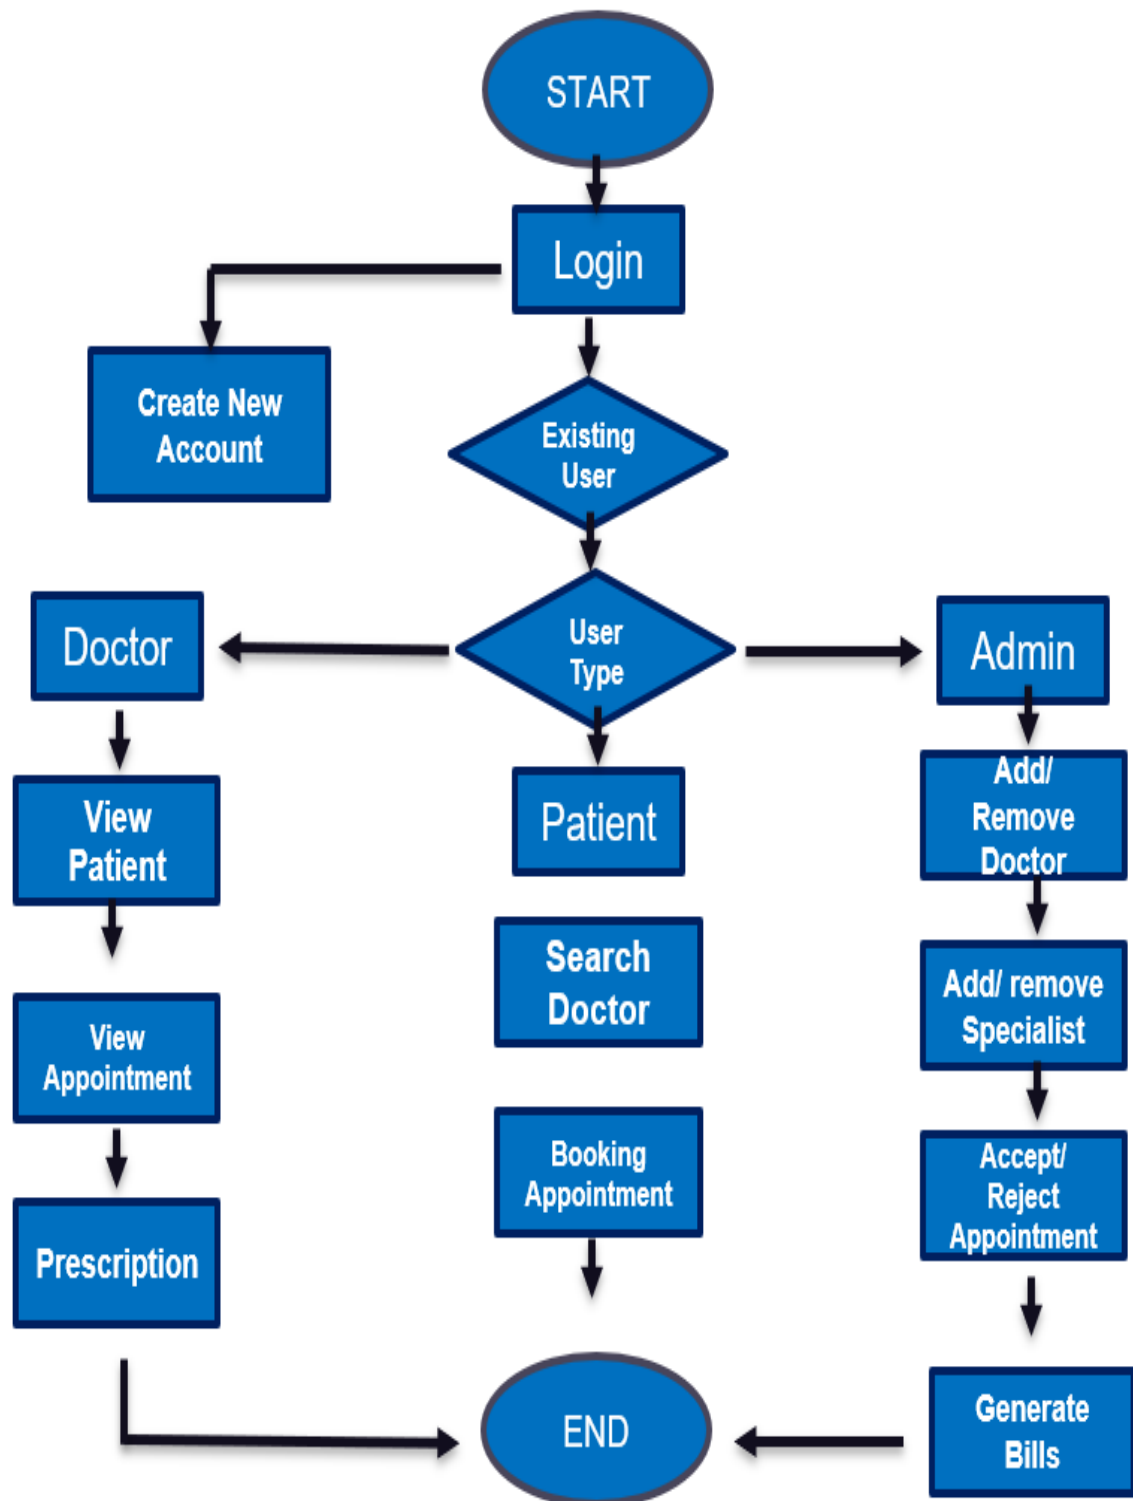 START
Login
Create New
Account
Existing
User
User
Type
Doctor
Admin
View
Patient
Patient
Add/
Remove
Doctor
Search
Doctor
Add/ remove
Specialist
View
Appointment
Booking
Appointment
Accept/
Reject
Appointment
Prescription
END
Generate
Bills